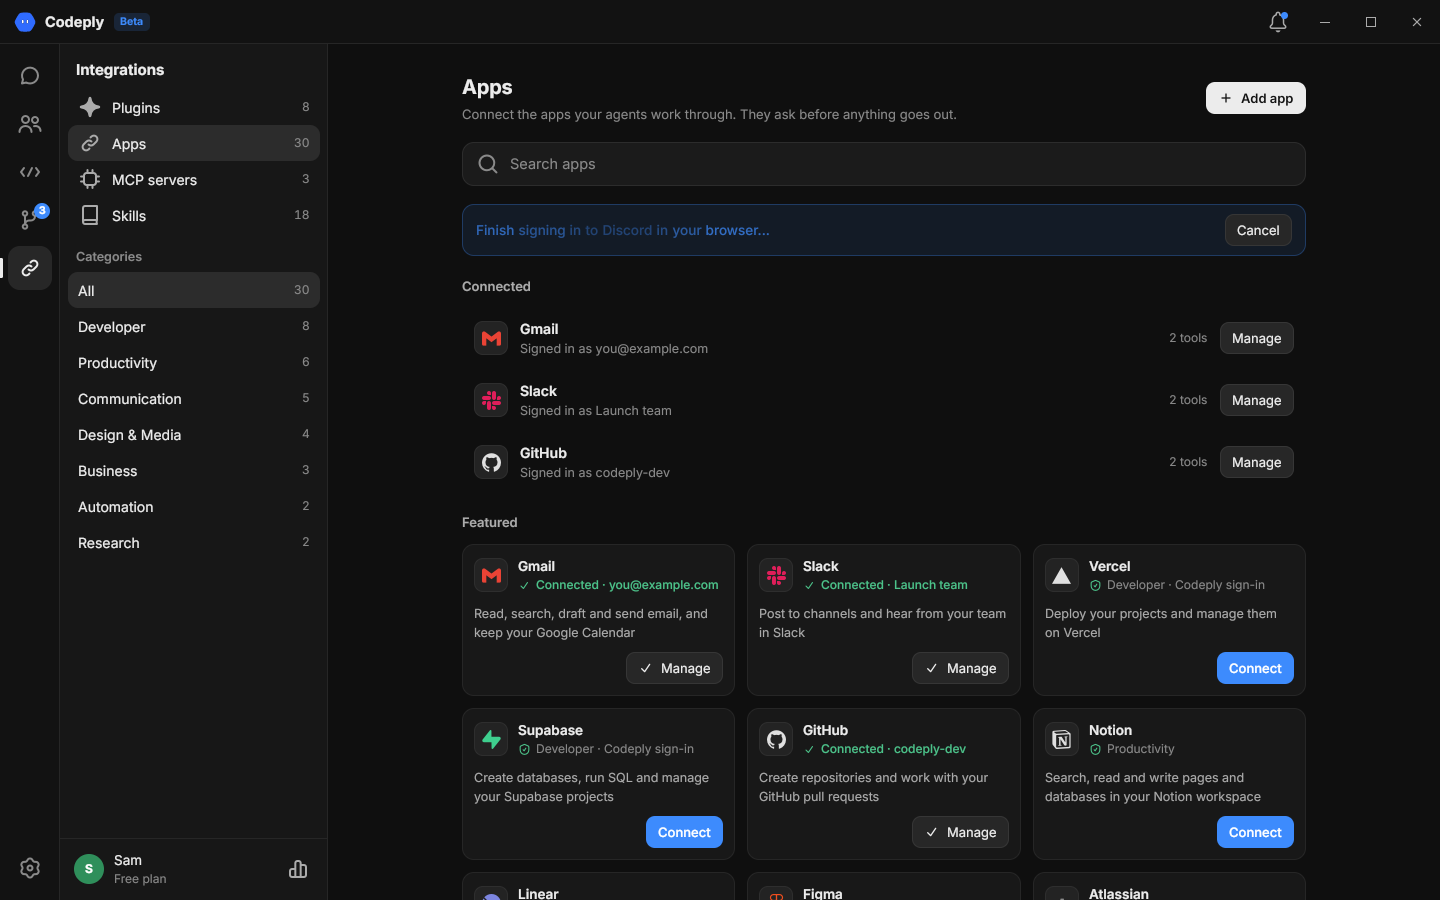 Codeply Beta
Integrations
Plugins 8
Apps 30
MCP servers 3
Skills 18
3
Categories
All 30
Developer 8
Productivity 6
Communication 5
Design & Media 4
Business 3
Automation 2
Research 2
S
Sam
Free plan
Apps
Connect the apps your agents work through. They ask before anything goes out.
+ Add app
Search apps
Finish signing in to Discord in your browser...
Cancel
Connected
Gmail
Signed in as you@example.com
2 tools
Manage
Slack
Signed in as Launch team
2 tools
Manage
GitHub
Signed in as codeply-dev
2 tools
Manage
Featured
Gmail
Connected · you@example.com
Read, search, draft and send email, and
keep your Google Calendar
Manage
Slack
Connected · Launch team
Post to channels and hear from your team
in Slack
Manage
Vercel
Developer · Codeply sign-in
Deploy your projects and manage them
on Vercel
Connect
Supabase
Developer · Codeply sign-in
Create databases, run SQL and manage
your Supabase projects
Connect
GitHub
Connected · codeply-dev
Create repositories and work with your
GitHub pull requests
Manage
Notion
Productivity
Search, read and write pages and
databases in your Notion workspace
Connect
Linear
Figma
Atlassian